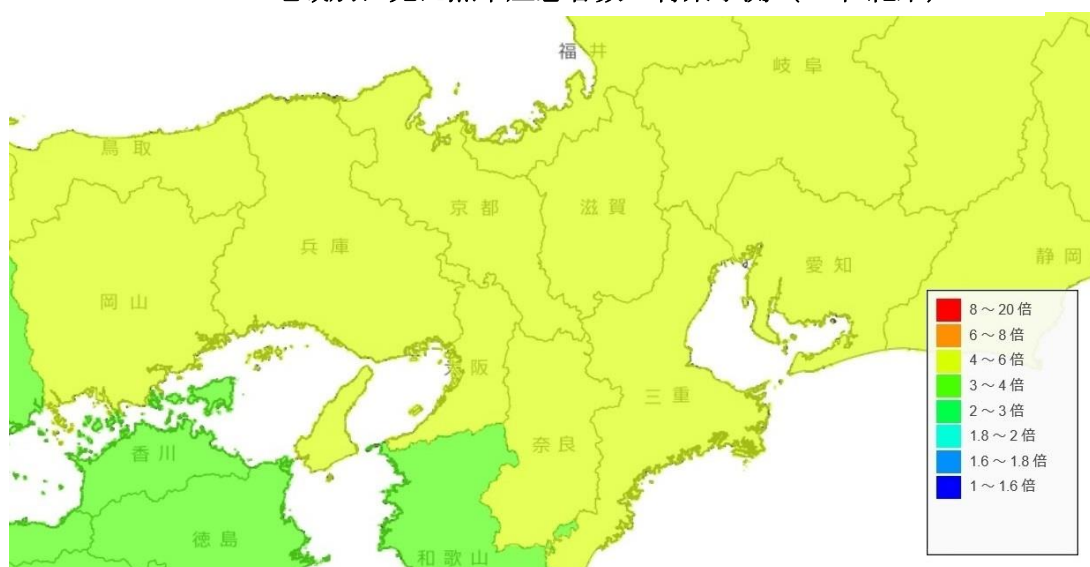 福井
岐阜
鳥取
京都
滋賀
兵庫
愛知
静岡
岡山
阪
三重
奈良
香川
徳島
和歌山
8～20倍
6～8倍
4～6倍
3～4倍
2～3倍
1.8～2倍
1.6～1.8倍
1～1.6倍